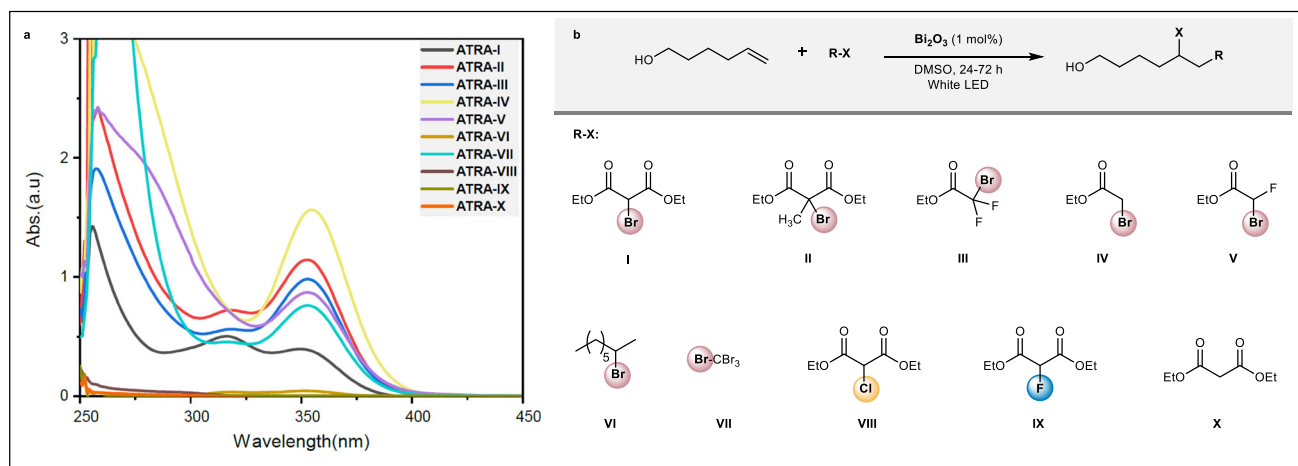 a
3
2
1
0
Abs.(a.u)
250
300
350
400
450
Wavelength(nm)
ATRA-I
ATRA-II
ATRA-III
ATRA-IV
ATRA-V
ATRA-VI
ATRA-VII
ATRA-VIII
ATRA-IX
ATRA-X
b
HO
+
R-X
Bi2O3 (1 mol%)
DMSO, 24-72 h
White LED
HO
X
R
R-X:
O O
EtO OEt
Br
I
O O
EtO OEt
H3C Br
II
O Br
EtO F
F
III
O
EtO
Br
IV
O F
EtO
Br
V
5
Br
VI
Br-CBr3
VII
O O
EtO OEt
Cl
VIII
O O
EtO OEt
F
IX
O O
EtO OEt
X